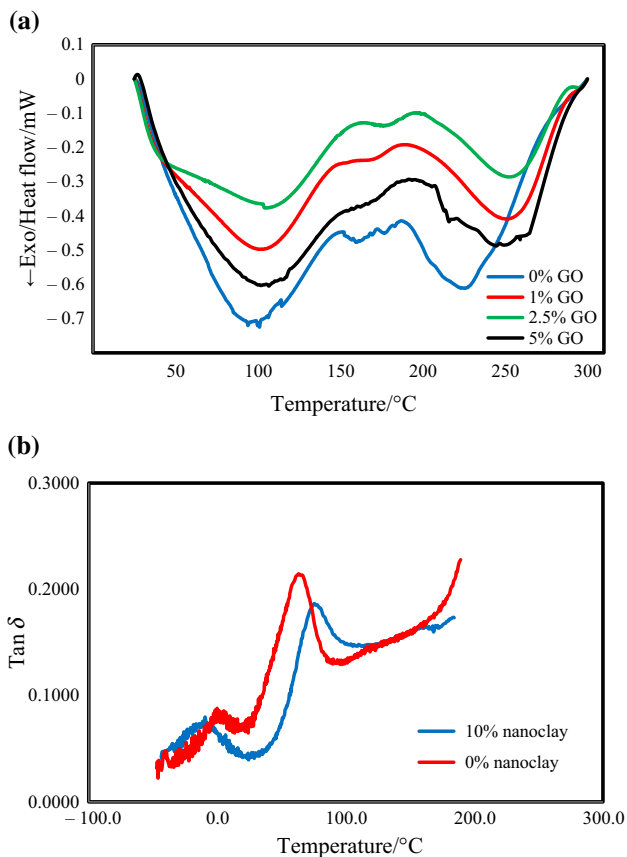 (a)
0.1
0
– 0.1
– 0.2
– 0.3
– 0.4
– 0.5
– 0.6
– 0.7
←Exo/Heat flow/mW
0% GO
1% GO
2.5% GO
5% GO
50 100 150 200 250 300
Temperature/°C
(b)
0.3000
0.2000
0.1000
0.0000
Tan δ
10% nanoclay
0% nanoclay
– 100.0 0.0 100.0 200.0 300.0
Temperature/°C